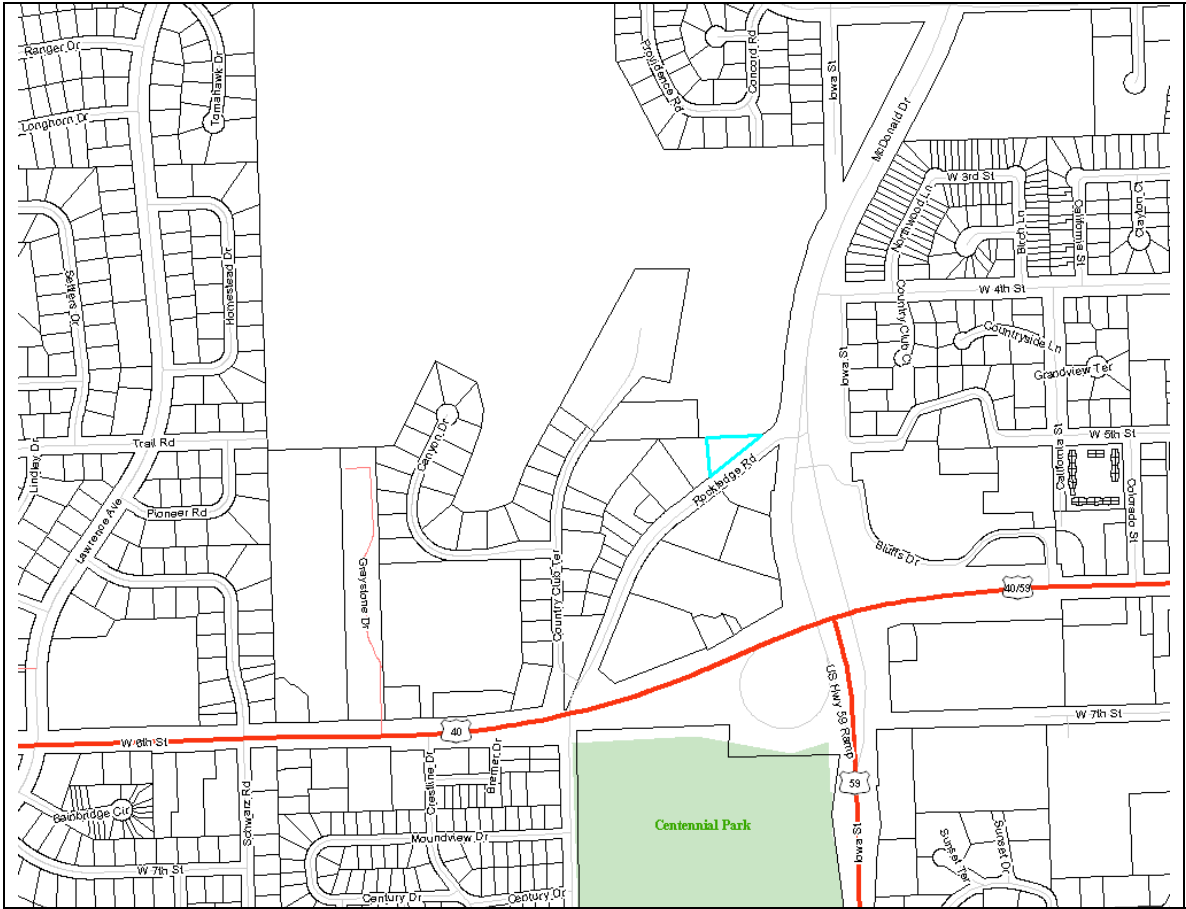 Ranger Dr
Tomahawk Dr
Longhorn Dr
Providence Rd
Concord Rd
Iowa St
McDonald Dr
W 3rd St
Northwood Ln
Birch Ln
California St
Clayton Ct
Settlers Dr
Homestead Dr
W 4th St
Country Club Ct
Countryside Ln
Iowa St
Grandview Ter
Trail Rd
Lindley Dr
Canyon Dr
W 5th St
California St
Colorado St
Rockledge Rd
Pioneer Rd
Lawrence Ave
Graystone Dr
Country Club Ter
Bluffs Dr
40/59
US Hwy 59 Ramp
W 7th St
40
W 6th St
59
Crestline Dr
Bremer Dr
Schwarz Rd
Bainbridge Cir
Centennial Park
Iowa St
Moundview Dr
Sunset Ter
Sunset Dr
W 7th St
Century Dr
Century Dr